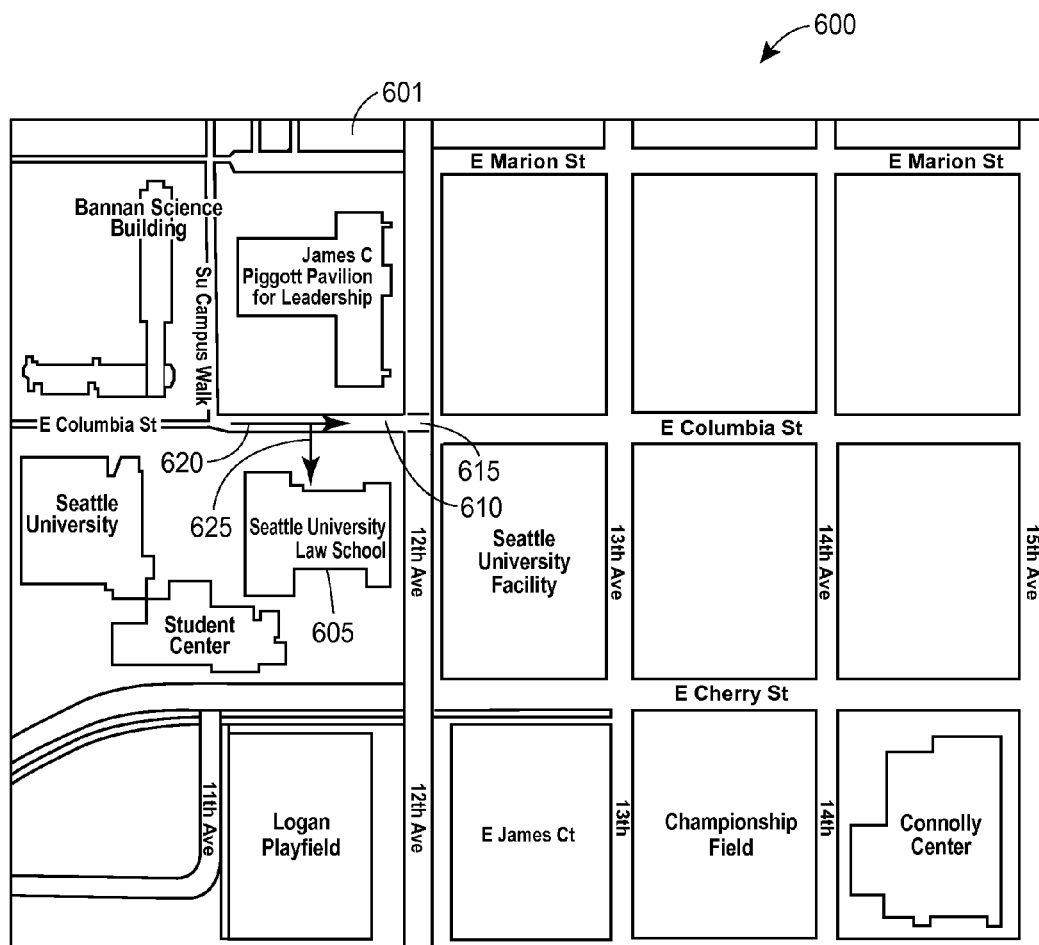 600
601
E Marion St
E Marion St
Bannan Science
Building
James C
Piggott Pavilion
for Leadership
Su Campus Walk
E Columbia St
E Columbia St
620
615
625
610
Seattle
University
Seattle University
Law School
12th Ave
Seattle
University
Facility
13th Ave
14th Ave
15th Ave
605
Student
Center
E Cherry St
11th Ave
Logan
Playfield
12th Ave
E James Ct
13th
Championship
Field
14th
Connolly
Center